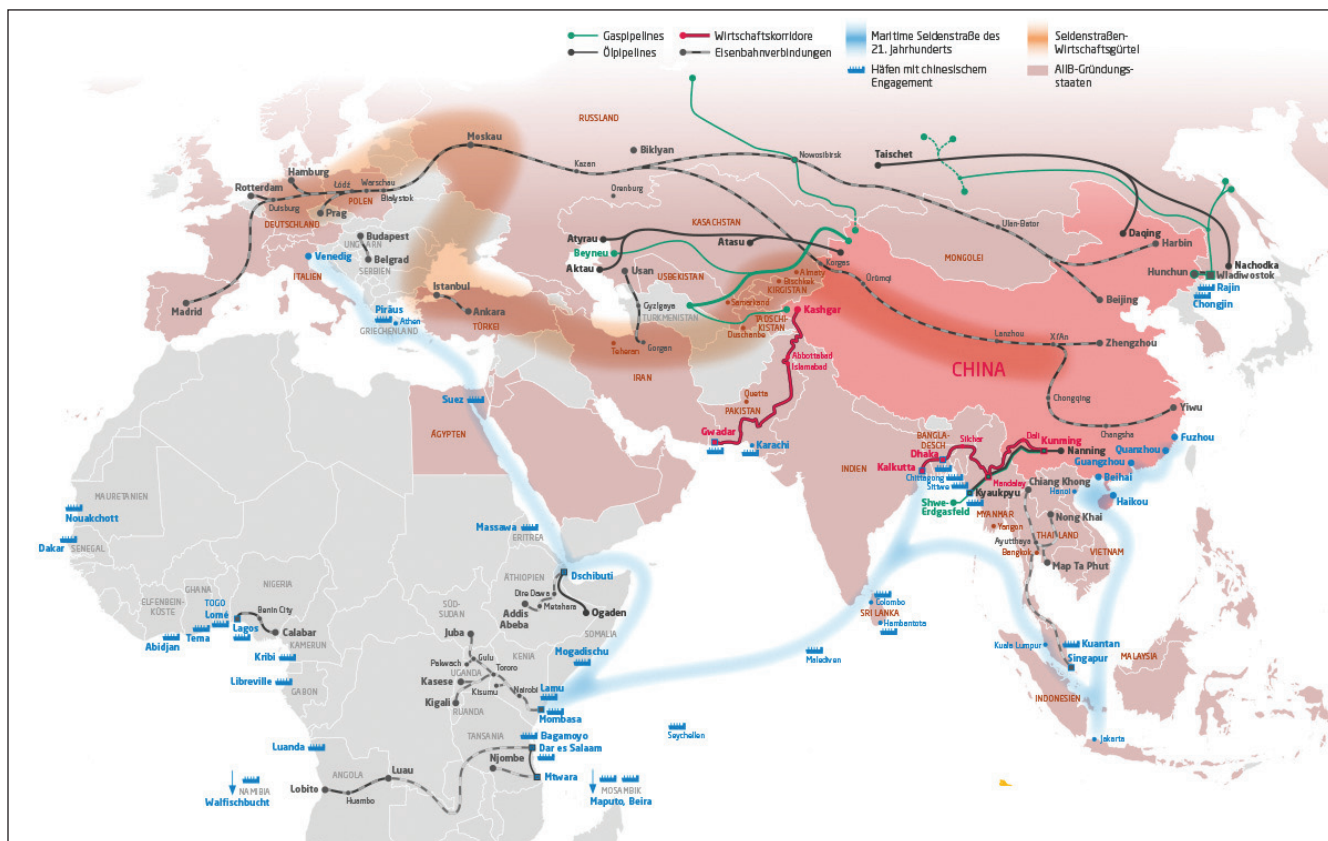 Gaspipelines
Ölpipelines
Wirtschaftskorridore
Eisenbahnverbindungen
Maritime Seidenstraße des
21. Jahrhunderts
Häfen mit chinesischem
Engagement
Seidenstraßen-
Wirtschaftsgürtel
AIIB-Gründungs-
staaten
RUSSLAND
Moskau
Kazan
Biklyan
Nowosibirsk
Taischet
Orenburg
Hamburg
Rotterdam
Duisburg
Łódź
Warschau
POLEN
Bialystok
DEUTSCHLAND
Prag
Budapest
UNGARN
Belgrad
SERBIEN
Venedig
ITALIEN
Madrid
Istanbul
Ankara
TÜRKEI
Piräus
Athen
GRIECHENLAND
KASACHSTAN
Atyrau
Beyneu
Aktau
Atasu
Usan
USBEKISTAN
Korgas
Almaty
Bischkek
KIRGISTAN
Samarkand
Gyzlgaya
TURKMENISTAN
TADSCHI-
KISTAN
Duschanbe
Kashgar
Teheran
Gorgan
IRAN
Ürümqi
MONGOLEI
Ulan-Bator
Daqing
Harbin
Nachodka
Hunchun
Wladiwostok
Rajin
Chongjin
Beijing
Lanzhou
Xi'An
Zhengzhou
CHINA
Chongqing
Changsha
Yiwu
Fuzhou
Quanzhou
Guangzhou
Beihai
Haikou
Abbottabad
Islamabad
Quetta
PAKISTAN
Gwadar
Karachi
INDIEN
BANGLA-
DESCH
Silchar
Dhaka
Kalkutta
Chittagong
Sittwe
Dali
Kunming
Nanning
Mandalay
Kyaukpyu
Shwe-
Erdgasfeld
MYANMAR
Yangon
Chiang Khong
Hanoi
Nong Khai
THAILAND
Ayutthaya
Bangkok
VIETNAM
Map Ta Phut
Suez
ÄGYPTEN
MAURETANIEN
Nouakchott
Dakar
SENEGAL
Massawa
ERITREA
ÄTHIOPIEN
Dschibuti
Dire Dawa
Metshare
Addis
Abeba
Ogaden
SOMALIA
NIGERIA
GHANA
ELFENBEIN-
KÜSTE
TOGO
Lomé
Benin City
Lagos
Tema
Abidjan
Calabar
KAMERUN
Kribi
Libreville
GABON
SÜD-
SUDAN
Juba
Gulu
Pakwach
UGANDA
Tororo
KENIA
Kasese
Kisumu
Nairobi
Kigali
RUANDA
Mogadischu
Lamu
Mombasa
TANSANIA
Bagamoyo
Dar es Salaam
Njombe
Mtwara
Luanda
ANGOLA
Luau
Lobito
Huambo
NAMIBIA
Walfischbucht
MOSAMBIK
Maputo, Beira
Seychellen
Malediven
Colombo
SRI LANKA
Hambantota
Kuala Lumpur
Kuantan
Singapur
MALAYSIA
INDONESIEN
Jakarta